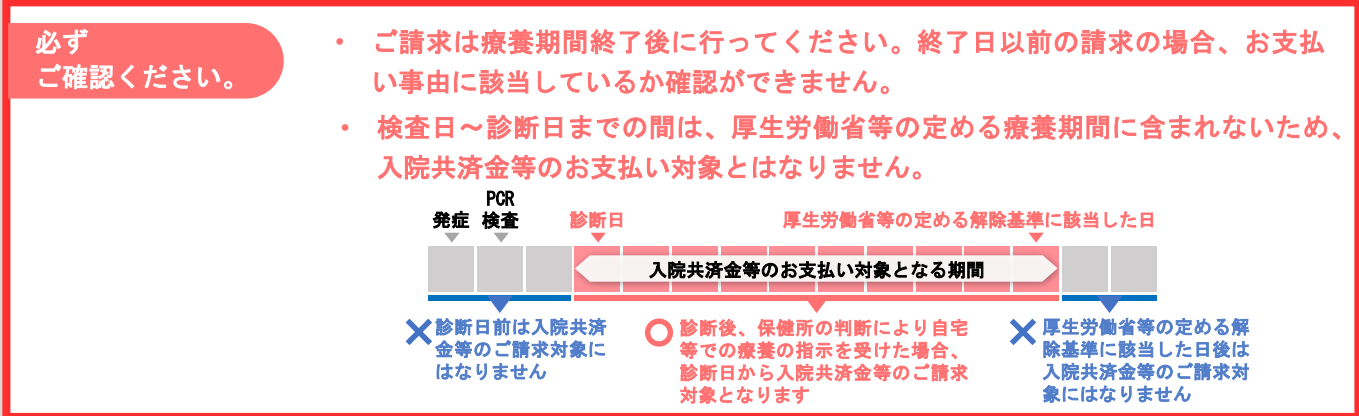 必ず
ご確認ください。
・ ご請求は療養期間終了後に行ってください。終了日以前の請求の場合、お支払
い事由に該当しているか確認ができません。
・ 検査日～診断日までの間は、厚生労働省等の定める療養期間に含まれないため、
入院共済金等のお支払い対象とはなりません。
発症
PCR
検査
診断日
厚生労働省等の定める解除基準に該当した日
入院共済金等のお支払い対象となる期間
診断日前は入院共済
金等のご請求対象に
はなりません
診断後、保健所の判断により自宅
等での療養の指示を受けた場合、
診断日から入院共済金等のご請求
対象となります
厚生労働省等の定める解
除基準に該当した日後は
入院共済金等のご請求対
象にはなりません